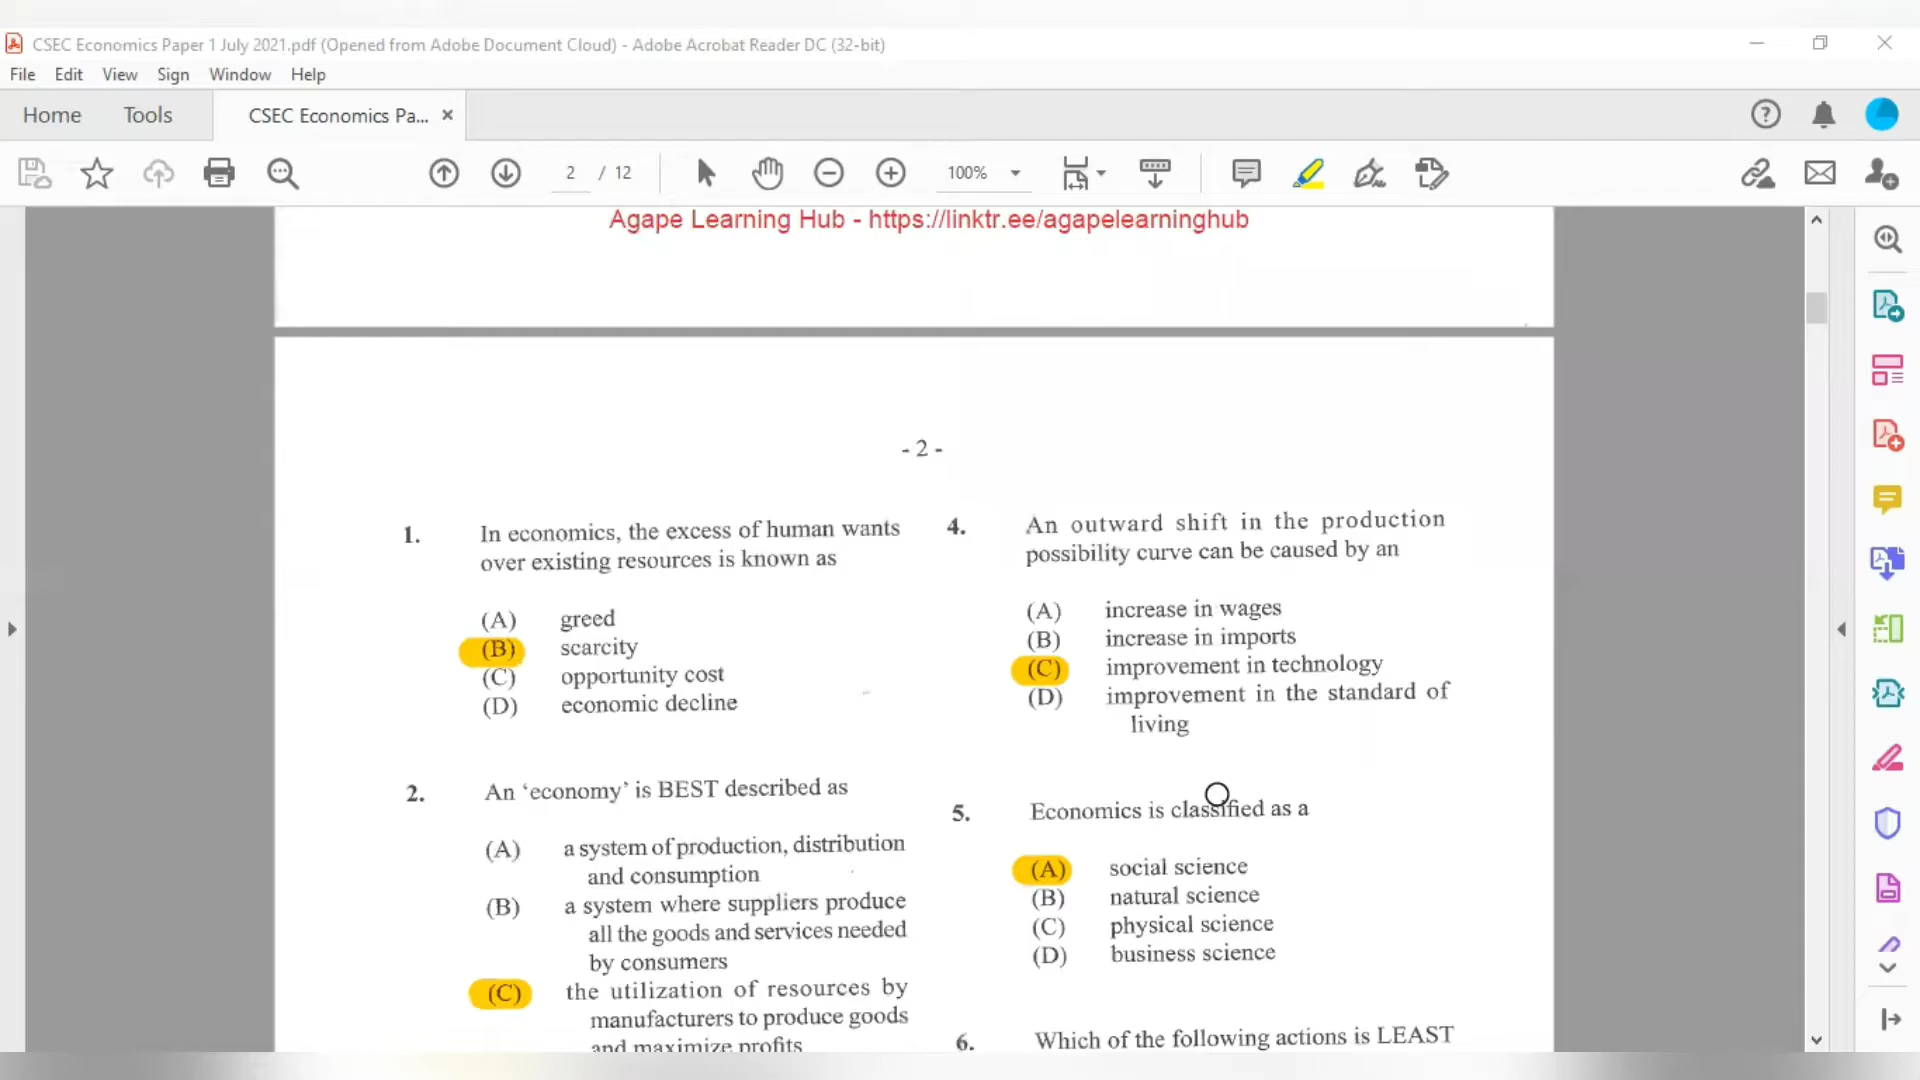 CSEC Economics Paper 1 July 2021.pdf (Opened from Adobe Document Cloud) - Adobe Acrobat Reader DC (32-bit)
File Edit View Sign Window Help
Home Tools CSEC Economics Pa... ×
2 / 12 100%
Agape Learning Hub - https://linktr.ee/agapelearninghub
- 2 -
1. In economics, the excess of human wants
over existing resources is known as
(A) greed
(B) scarcity
(C) opportunity cost
(D) economic decline
2. An ‘economy’ is BEST described as
(A) a system of production, distribution
and consumption
(B) a system where suppliers produce
all the goods and services needed
by consumers
(C) the utilization of resources by
manufacturers to produce goods
and maximize profits
4. An outward shift in the production
possibility curve can be caused by an
(A) increase in wages
(B) increase in imports
(C) improvement in technology
(D) improvement in the standard of
living
5. Economics is classified as a
(A) social science
(B) natural science
(C) physical science
(D) business science
6. Which of the following actions is LEAST